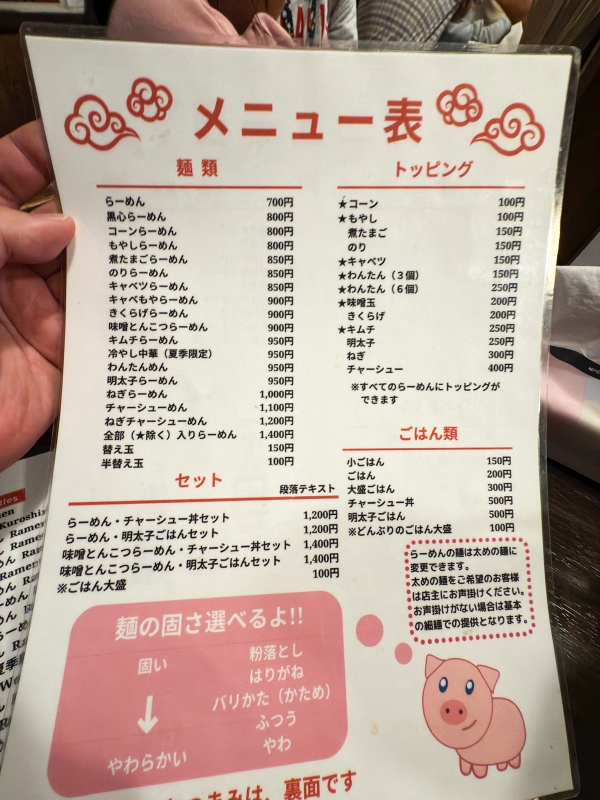 メニュー表
麺類
らーめん 700円
黒心らーめん 800円
コーンらーめん 800円
もやしらーめん 800円
煮たまごらーめん 850円
のりらーめん 850円
キャベツらーめん 850円
キャベもやらーめん 900円
きくらげらーめん 900円
味噌とんこつらーめん 900円
キムチらーめん 950円
冷やし中華（夏季限定） 950円
わんたんめん 950円
明太子らーめん 950円
ねぎらーめん 1,000円
チャーシューめん 1,100円
ねぎチャーシューめん 1,200円
全部（★除く）入りらーめん 1,400円
替え玉 150円
半替え玉 100円
トッピング
★コーン 100円
★もやし 100円
煮たまご 150円
のり 150円
★キャベツ 150円
★わんたん（３個） 150円
★わんたん（６個） 250円
★味噌玉 200円
きくらげ 200円
★キムチ 250円
明太子 250円
ねぎ 300円
チャーシュー 400円
※すべてのらーめんにトッピングが
できます
セット
段落テキスト
らーめん・チャーシュー丼セット 1,200円
らーめん・明太子ごはんセット 1,200円
味噌とんこつらーめん・チャーシュー丼セット 1,400円
味噌とんこつらーめん・明太子ごはんセット 1,400円
※ごはん大盛 100円
ごはん類
小ごはん 150円
ごはん 200円
大盛ごはん 300円
チャーシュー丼 500円
明太子ごはん 500円
※どんぶりのごはん大盛 100円
らーめんの麺は太めの麺に
変更できます。
太めの麺をご希望のお客様
は店主にお声掛けください。
お声掛けがない場合は基本
の細麺での提供となります。
麺の固さ選べるよ!!
固い
↓
やわらかい
粉落とし
はりがね
バリかた（かため）
ふつう
やわ
は、裏面です